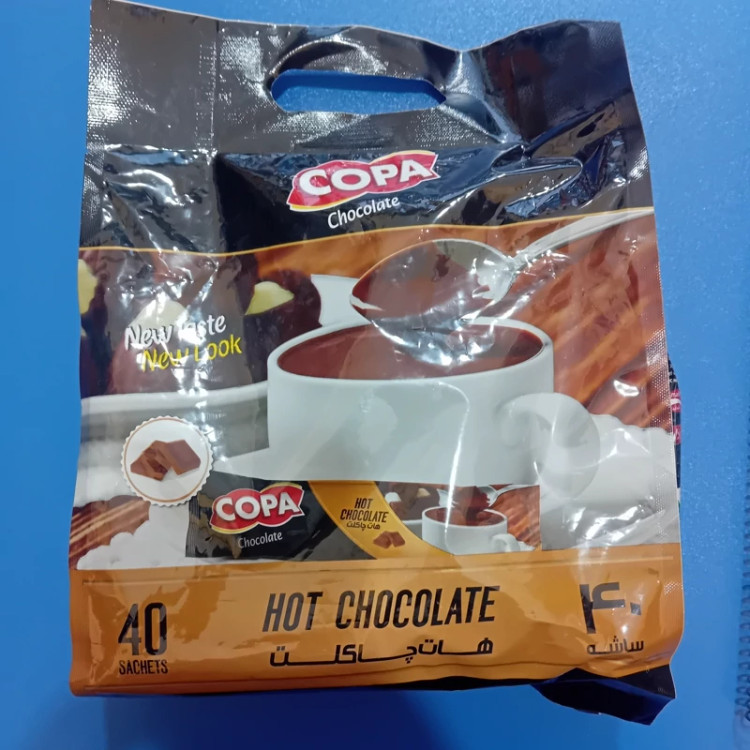 COPA
Chocolate
New Taste
New Look
COPA
Chocolate
HOT
CHOCOLATE
هات چاکلت
40
SACHETS
HOT CHOCOLATE
هات چاکلت
۴۰
ساشه